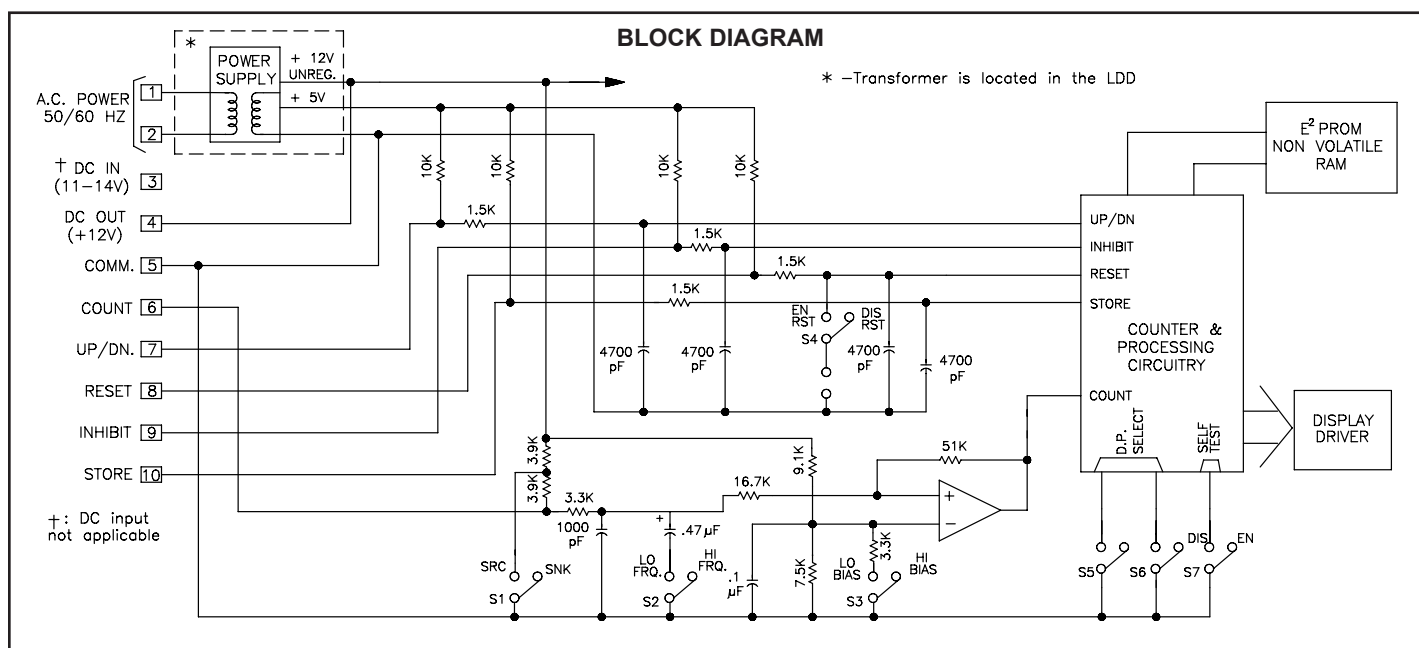 BLOCK DIAGRAM
* -Transformer is located in the LDD
*
POWER
SUPPLY
+ 12V
UNREG.
+ 5V
A.C. POWER
50/60 HZ
1
2
† DC IN
(11-14V)
3
DC OUT
(+12V)
4
COMM.
5
COUNT
6
UP/DN.
7
RESET
8
INHIBIT
9
STORE
10
†: DC input
not applicable
10K
10K
10K
10K
1.5K
1.5K
1.5K
1.5K
4700
pF
4700
pF
EN
RST
DIS
RST
S4
4700
pF
4700
pF
E² PROM
NON VOLATILE
RAM
UP/DN
INHIBIT
RESET
STORE
COUNTER &
PROCESSING
CIRCUITRY
COUNT
D.P.
SELECT
SELF
TEST
DISPLAY
DRIVER
3.9K
3.9K
3.3K
1000
pF
+
.47µF
16.7K
9.1K
51K
+
−
.1
µF
7.5K
3.3K
SRC
SNK
S1
LO
FRQ.
HI
FRQ.
S2
LO
BIAS
HI
BIAS
S3
S5
S6
DIS
EN
S7